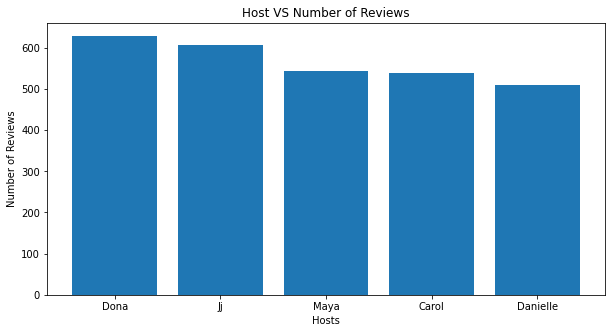 Host VS Number of Reviews
Number of Reviews
600
500
400
300
200
100
0
Dona Jj Maya Carol Danielle
Hosts